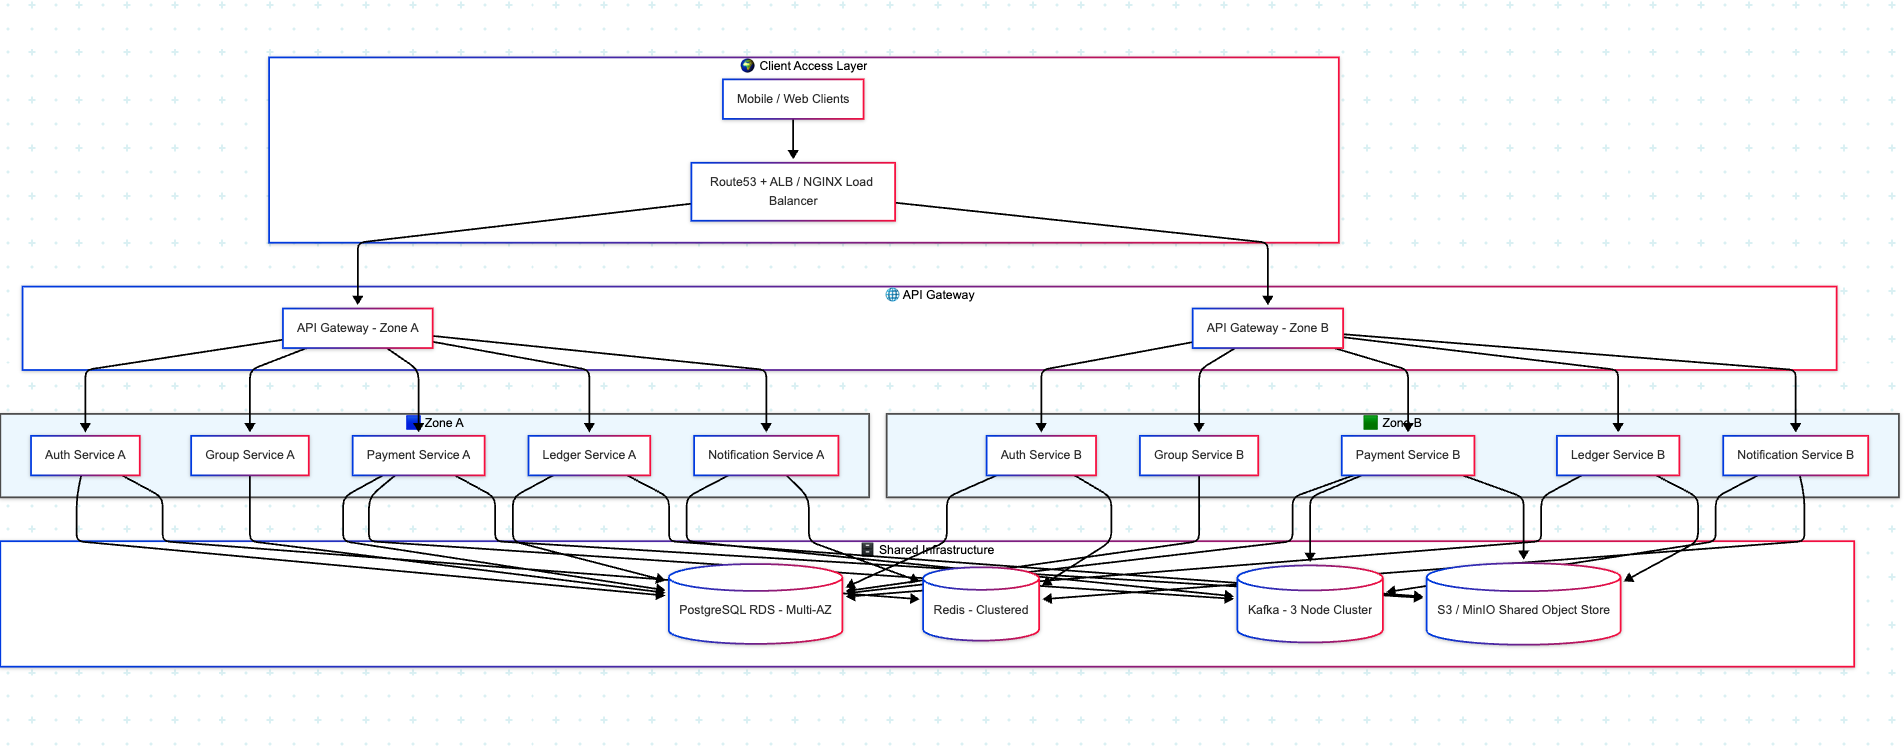 Client Access Layer
Mobile / Web Clients
Route53 + ALB / NGINX Load
Balancer
API Gateway
API Gateway - Zone A
API Gateway - Zone B
Zone A
Zone B
Auth Service A
Group Service A
Payment Service A
Ledger Service A
Notification Service A
Auth Service B
Group Service B
Payment Service B
Ledger Service B
Notification Service B
Shared Infrastructure
PostgreSQL RDS - Multi-AZ
Redis - Clustered
Kafka - 3 Node Cluster
S3 / MinIO Shared Object Store